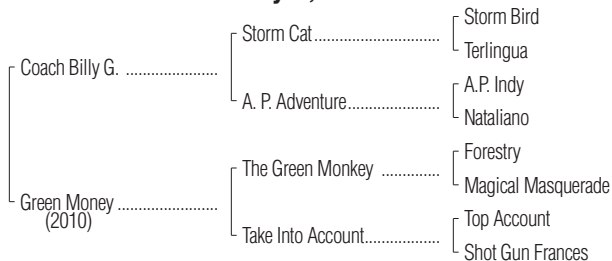 Storm Bird
Storm Cat
Terlingua
Coach Billy G.
A.P. Indy
A. P. Adventure
Nataliano
Forestry
The Green Monkey
Magical Masquerade
Green Money
(2010)
Top Account
Take Into Account
Shot Gun Frances